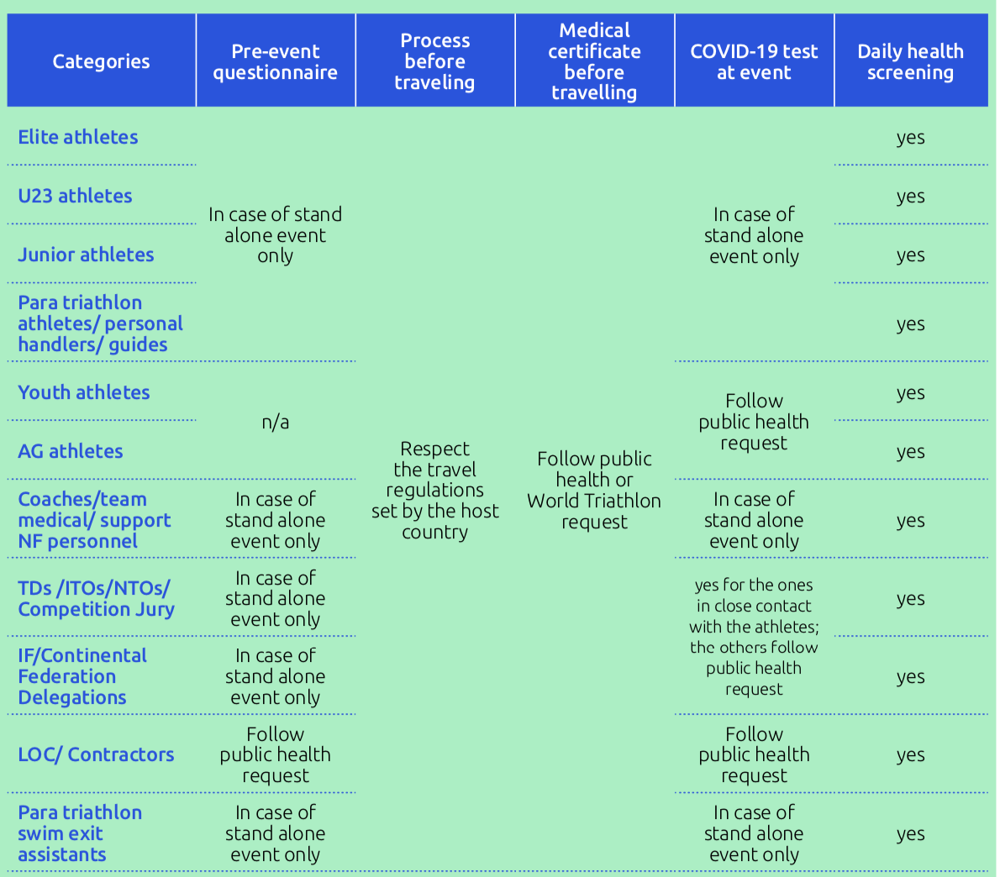 Categories
Pre-event
questionnaire
Process
before
traveling
Medical
certificate
before
travelling
COVID-19 test
at event
Daily health
screening
Elite athletes
yes
U23 athletes
yes
In case of stand
alone event
only
In case of
stand alone
event only
Junior athletes
yes
Para triathlon
athletes/ personal
handlers/ guides
yes
Youth athletes
yes
n/a
Follow
public health
request
AG athletes
yes
Respect
the travel
regulations
set by the host
country
Follow public
health or
World Triathlon
request
Coaches/team
medical/ support
NF personnel
In case of
stand alone
event only
In case of
stand alone
event only
yes
TDs /ITOs/NTOs/
Competition Jury
In case of
stand alone
event only
yes for the ones
in close contact
with the athletes;
the others follow
public health
request
yes
IF/Continental
Federation
Delegations
In case of
stand alone
event only
yes
LOC/ Contractors
Follow
public health
request
Follow
public health
request
yes
Para triathlon
swim exit
assistants
In case of
stand alone
event only
In case of
stand alone
event only
yes